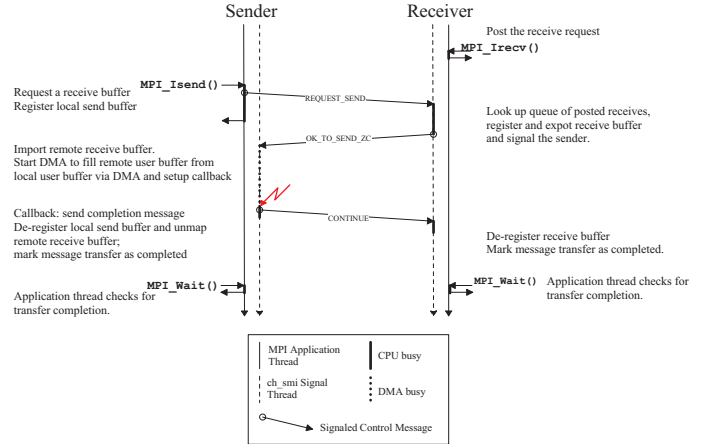 Sender
Receiver
Post the receive request
MPI_Irecv()
MPI_Isend()
Request a receive buffer
Register local send buffer
REQUEST_SEND
Look up queue of posted receives,
register and expot receive buffer
and signal the sender.
OK_TO_SEND_ZC
Import remote receive buffer.
Start DMA to fill remote user buffer from
local user buffer via DMA and setup callback
Callback: send completion message
De-register local send buffer and unmap
remote receive buffer;
mark message transfer as completed
CONTINUE
De-register receive buffer
Mark message transfer as completed.
MPI_Wait()
Application thread checks for
transfer completion.
MPI_Wait() Application thread checks for
transfer completion.
MPI Application
Thread
CPU busy
ch_smi Signal
Thread
DMA busy
Signaled Control Message